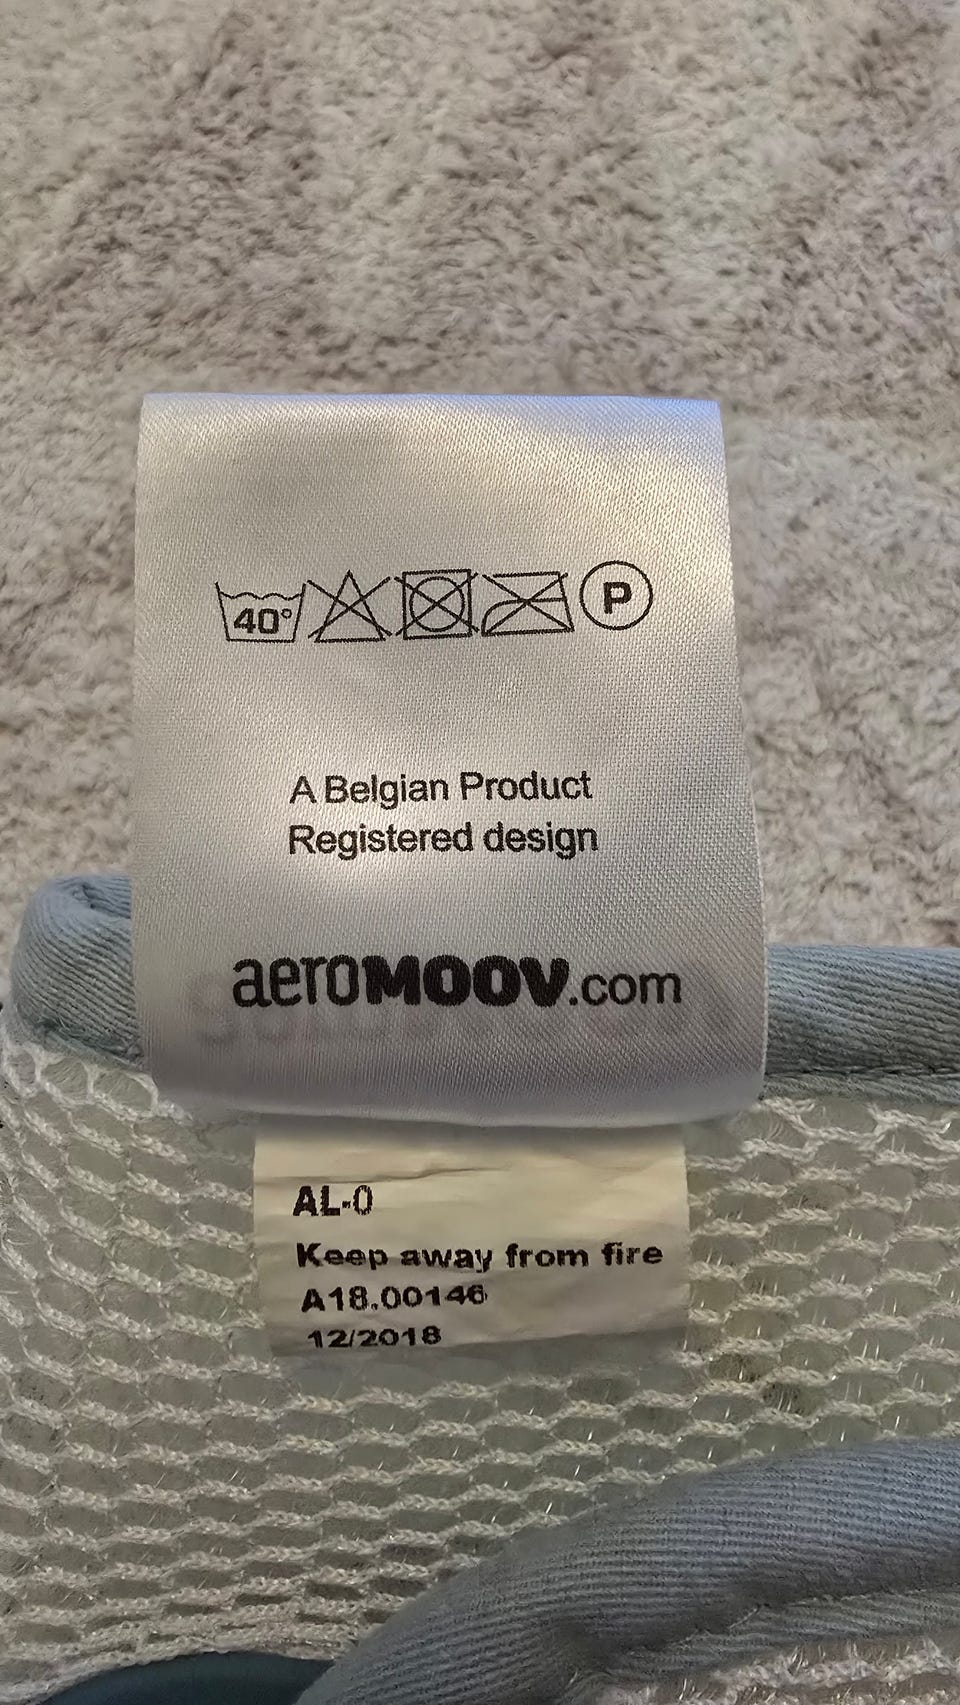 40°
P
A Belgian Product
Registered design
aeromoov.com
AL-0
Keep away from fire
A18.00146
12/2018